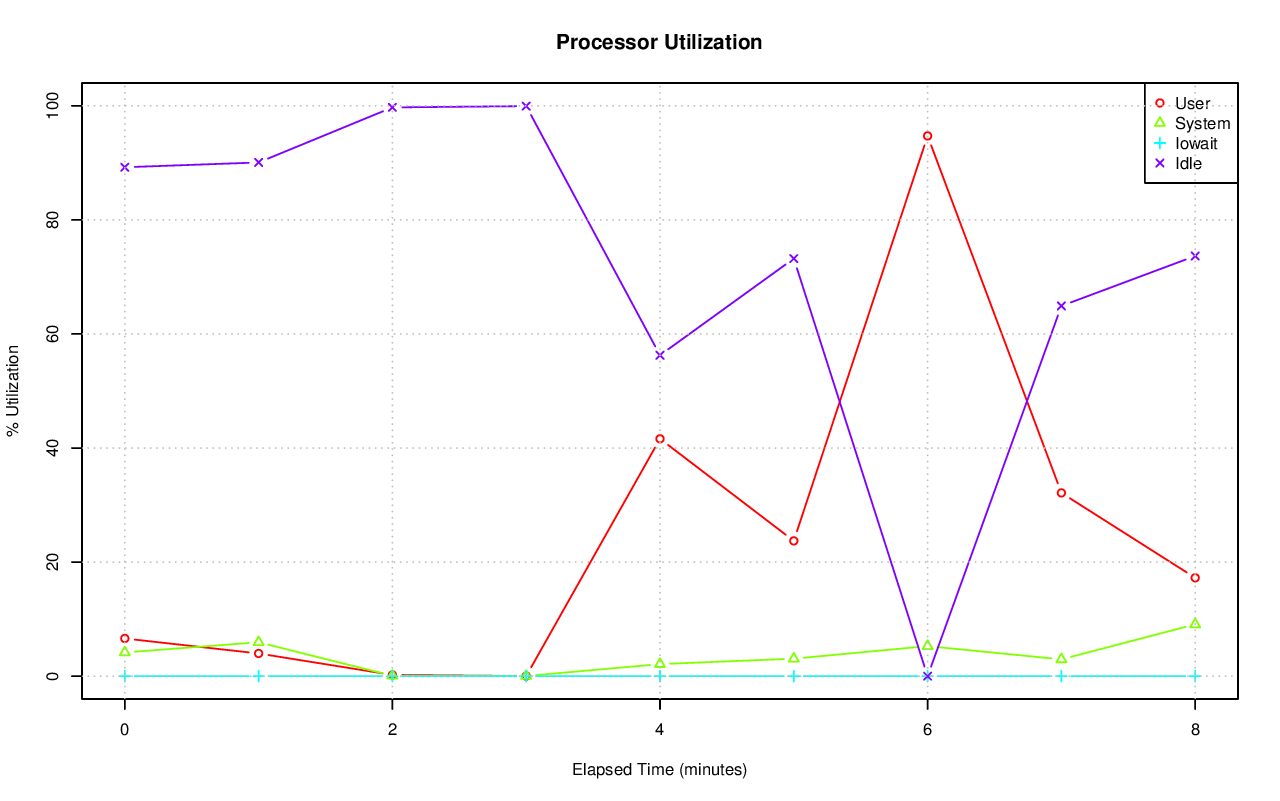 Processor Utilization
% Utilization
100
80
60
40
20
0
User
System
Iowait
Idle
0 2 4 6 8
Elapsed Time (minutes)